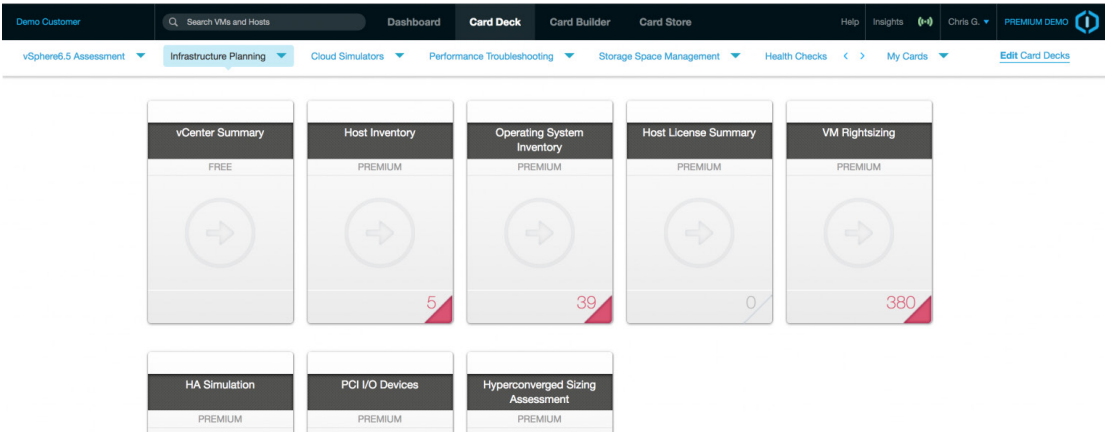 Demo Customer
Search VMs and Hosts
Dashboard
Card Deck
Card Builder
Card Store
Help
Insights
Chris G.
PREMIUM DEMO
vSphere6.5 Assessment
Infrastructure Planning
Cloud Simulators
Performance Troubleshooting
Storage Space Management
Health Checks
My Cards
Edit Card Decks
vCenter Summary
FREE
Host Inventory
PREMIUM
5
Operating System
Inventory
PREMIUM
39
Host License Summary
PREMIUM
0
VM Rightsizing
PREMIUM
380
HA Simulation
PREMIUM
PCI I/O Devices
PREMIUM
Hyperconverged Sizing
Assessment
PREMIUM